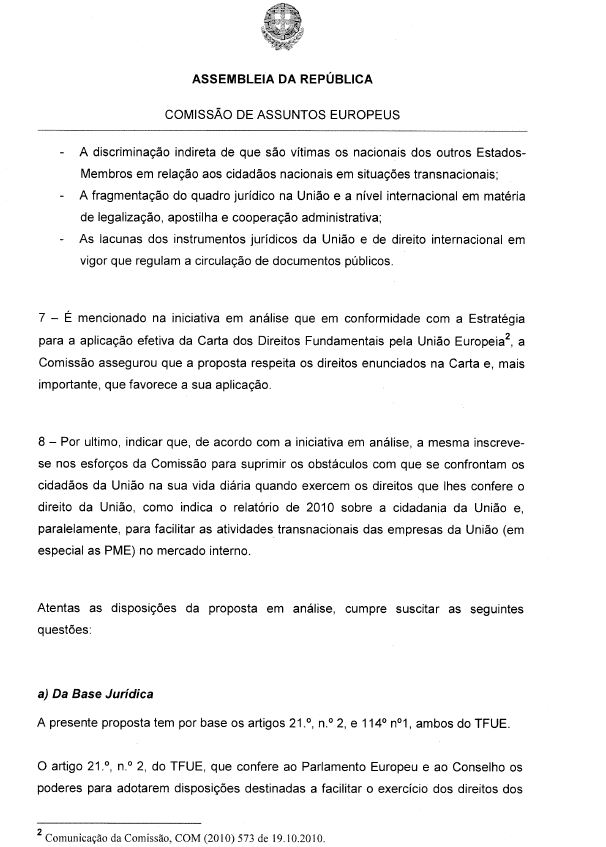 ASSEMBLEIA DA REPÚBLICA
COMISSÃO DE ASSUNTOS EUROPEUS
- A discriminação indireta de que são vítimas os nacionais dos outros Estados-
Membros em relação aos cidadãos nacionais em situações transnacionais;
- A fragmentação do quadro jurídico na União e a nível internacional em matéria
de legalização, apostilha e cooperação administrativa;
- As lacunas dos instrumentos jurídicos da União e de direito internacional em
vigor que regulam a circulação de documentos públicos.
7 – É mencionado na iniciativa em análise que em conformidade com a Estratégia
para a aplicação efetiva da Carta dos Direitos Fundamentais pela União Europeia², a
Comissão assegurou que a proposta respeita os direitos enunciados na Carta e, mais
importante, que favorece a sua aplicação.
8 – Por ultimo, indicar que, de acordo com a iniciativa em análise, a mesma inscreve-
se nos esforços da Comissão para suprimir os obstáculos com que se confrontam os
cidadãos da União na sua vida diária quando exercem os direitos que lhes confere o
direito da União, como indica o relatório de 2010 sobre a cidadania da União e,
paralelamente, para facilitar as atividades transnacionais das empresas da União (em
especial as PME) no mercado interno.
Atentas as disposições da proposta em análise, cumpre suscitar as seguintes
questões:
a) Da Base Jurídica
A presente proposta tem por base os artigos 21.º, n.º 2, e 114º nº1, ambos do TFUE.
O artigo 21.º, n.º 2, do TFUE, que confere ao Parlamento Europeu e ao Conselho os
poderes para adotarem disposições destinadas a facilitar o exercício dos direitos dos
² Comunicação da Comissão, COM (2010) 573 de 19.10.2010.